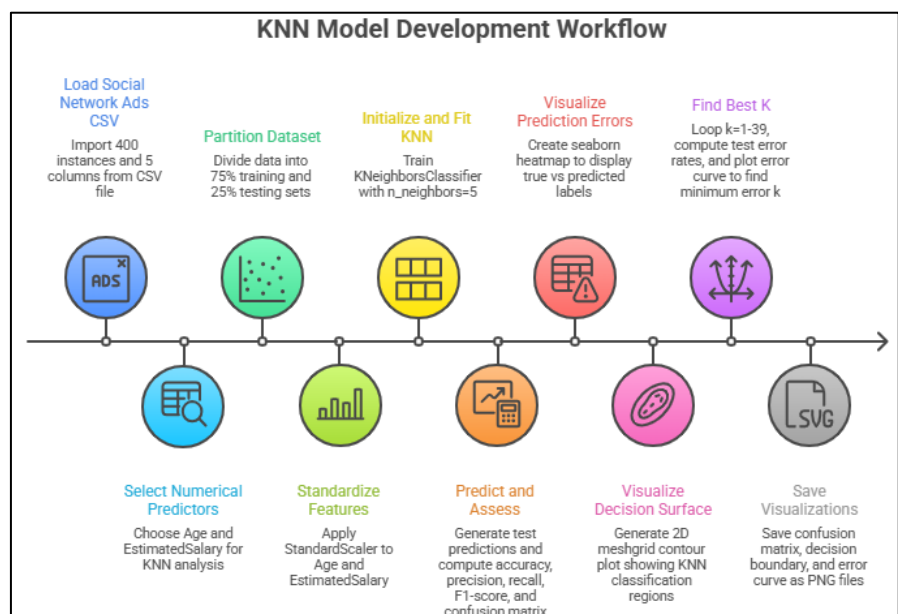 KNN Model Development Workflow
Load Social
Network Ads
CSV
Import 400
instances and 5
columns from CSV
file
Partition Dataset
Divide data into
75% training and
25% testing sets
Initialize and Fit
KNN
Train
KNeighborsClassifier
with n_neighbors=5
Visualize
Prediction Errors
Create seaborn
heatmap to display
true vs predicted
labels
Find Best K
Loop k=1-39,
compute test error
rates, and plot error
curve to find
minimum error k
ADS
SVG
Select Numerical
Predictors
Choose Age and
EstimatedSalary for
KNN analysis
Standardize
Features
Apply
StandardScaler to
Age and
EstimatedSalary
Predict and
Assess
Generate test
predictions and
compute accuracy,
precision, recall,
F1-score, and
confusion matrix
Visualize
Decision Surface
Generate 2D
meshgrid contour
plot showing KNN
classification
regions
Save
Visualizations
Save confusion
matrix, decision
boundary, and error
curve as PNG files